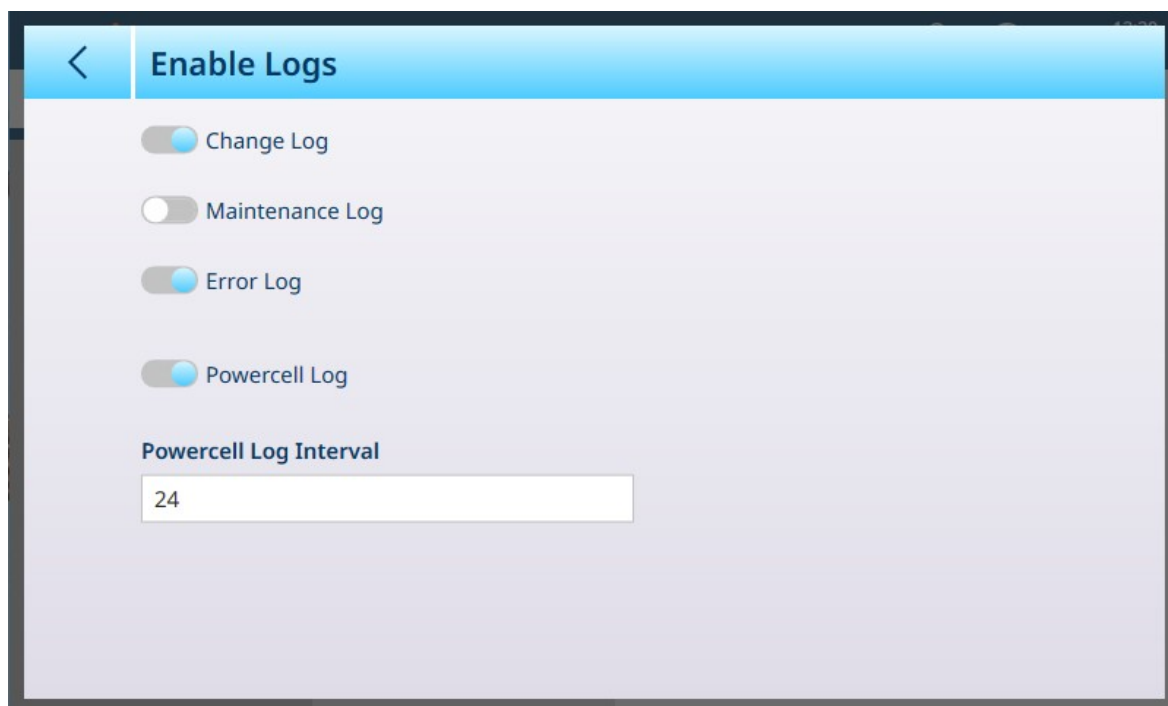 Enable Logs
Change Log
Maintenance Log
Error Log
Powercell Log
Powercell Log Interval
24